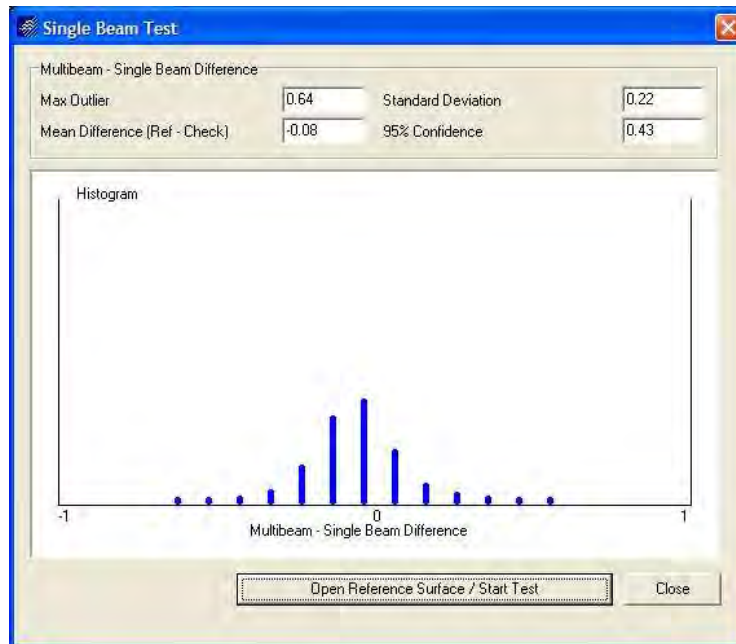 Single Beam Test
Multibeam - Single Beam Difference
Max Outlier 0.64 Standard Deviation 0.22
Mean Difference (Ref - Check) -0.08 95% Confidence 0.43
Histogram
-1 0 1
Multibeam - Single Beam Difference
Open Reference Surface / Start Test Close